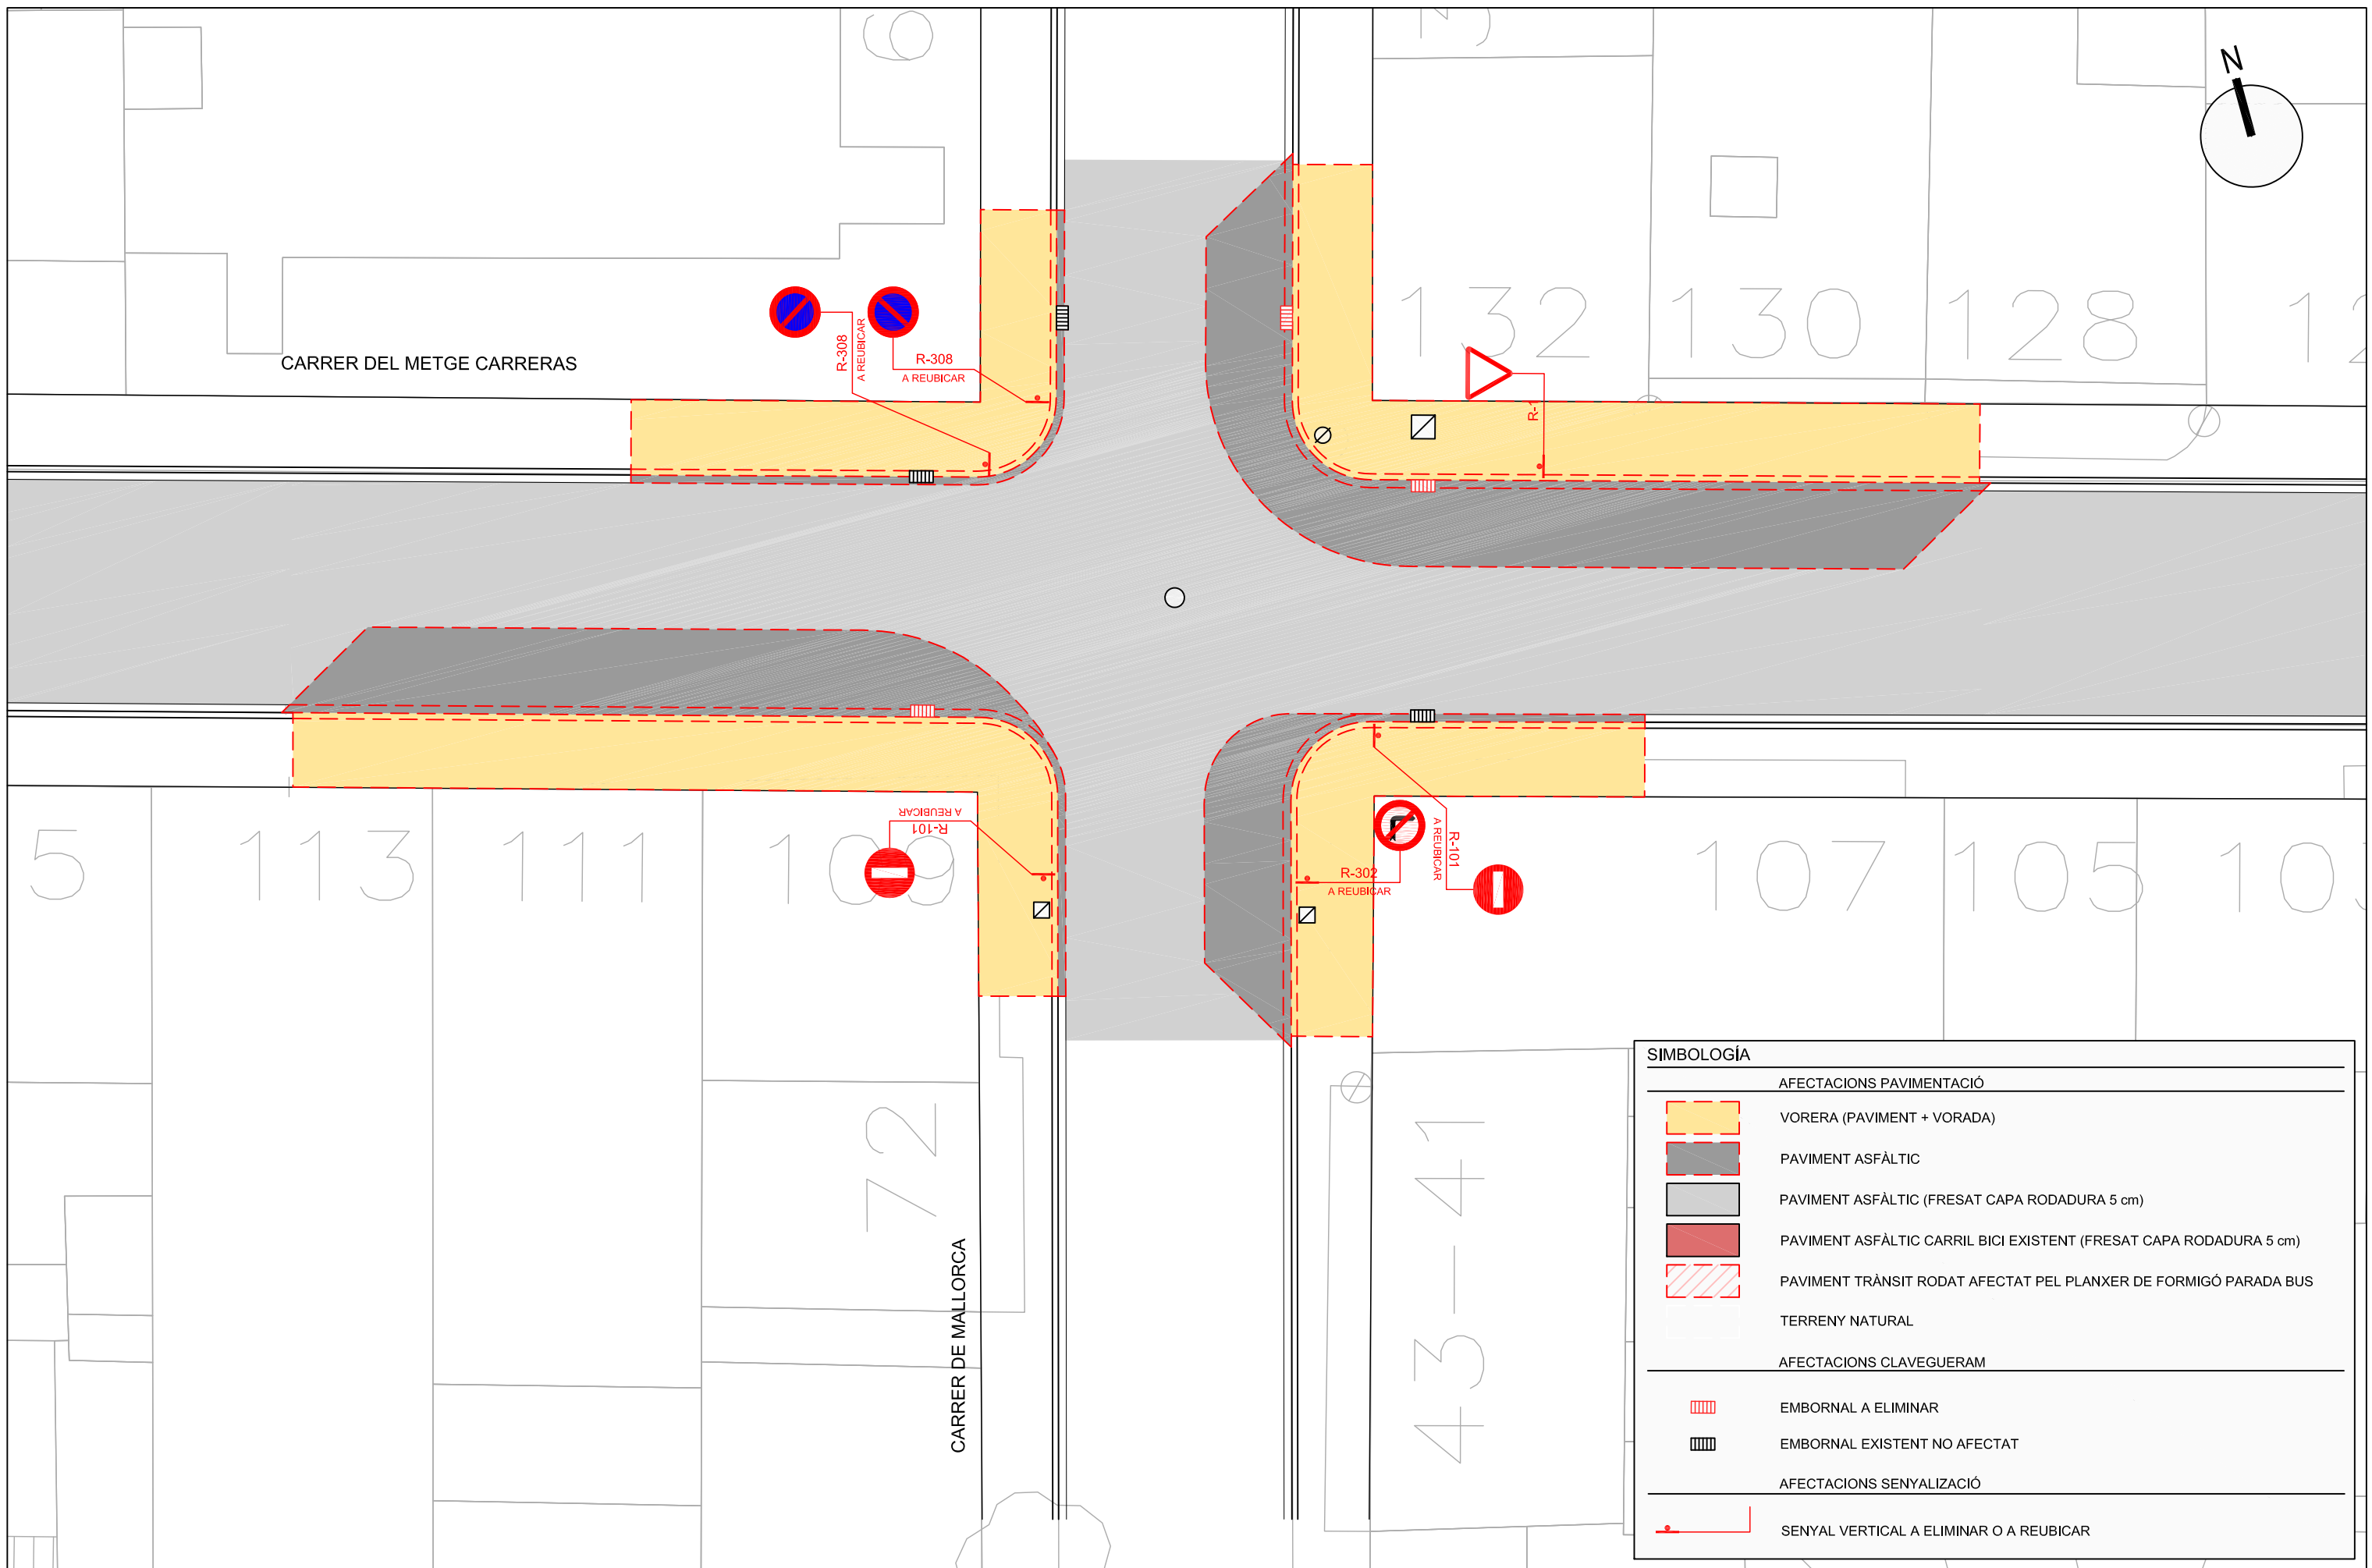 N
6
132
130
128
12
CARRER DEL METGE CARRERAS
R-308
A REUBICAR
R-308
A REUBICAR
R-1
5
113
111
109
A REUBICAR
R-101
R-302
A REUBICAR
R-101
A REUBICAR
107
105
103
72
43-41
CARRER DE MALLORCA
SIMBOLOGÍA
AFECTACIONS PAVIMENTACIÓ
VORERA (PAVIMENT + VORADA)
PAVIMENT ASFÀLTIC
PAVIMENT ASFÀLTIC (FRESAT CAPA RODADURA 5 cm)
PAVIMENT ASFÀLTIC CARRIL BICI EXISTENT (FRESAT CAPA RODADURA 5 cm)
PAVIMENT TRÀNSIT RODAT AFECTAT PEL PLANXER DE FORMIGÓ PARADA BUS
TERRENY NATURAL
AFECTACIONS CLAVEGUERAM
EMBORNAL A ELIMINAR
EMBORNAL EXISTENT NO AFECTAT
AFECTACIONS SENYALIZACIÓ
SENYAL VERTICAL A ELIMINAR O A REUBICAR